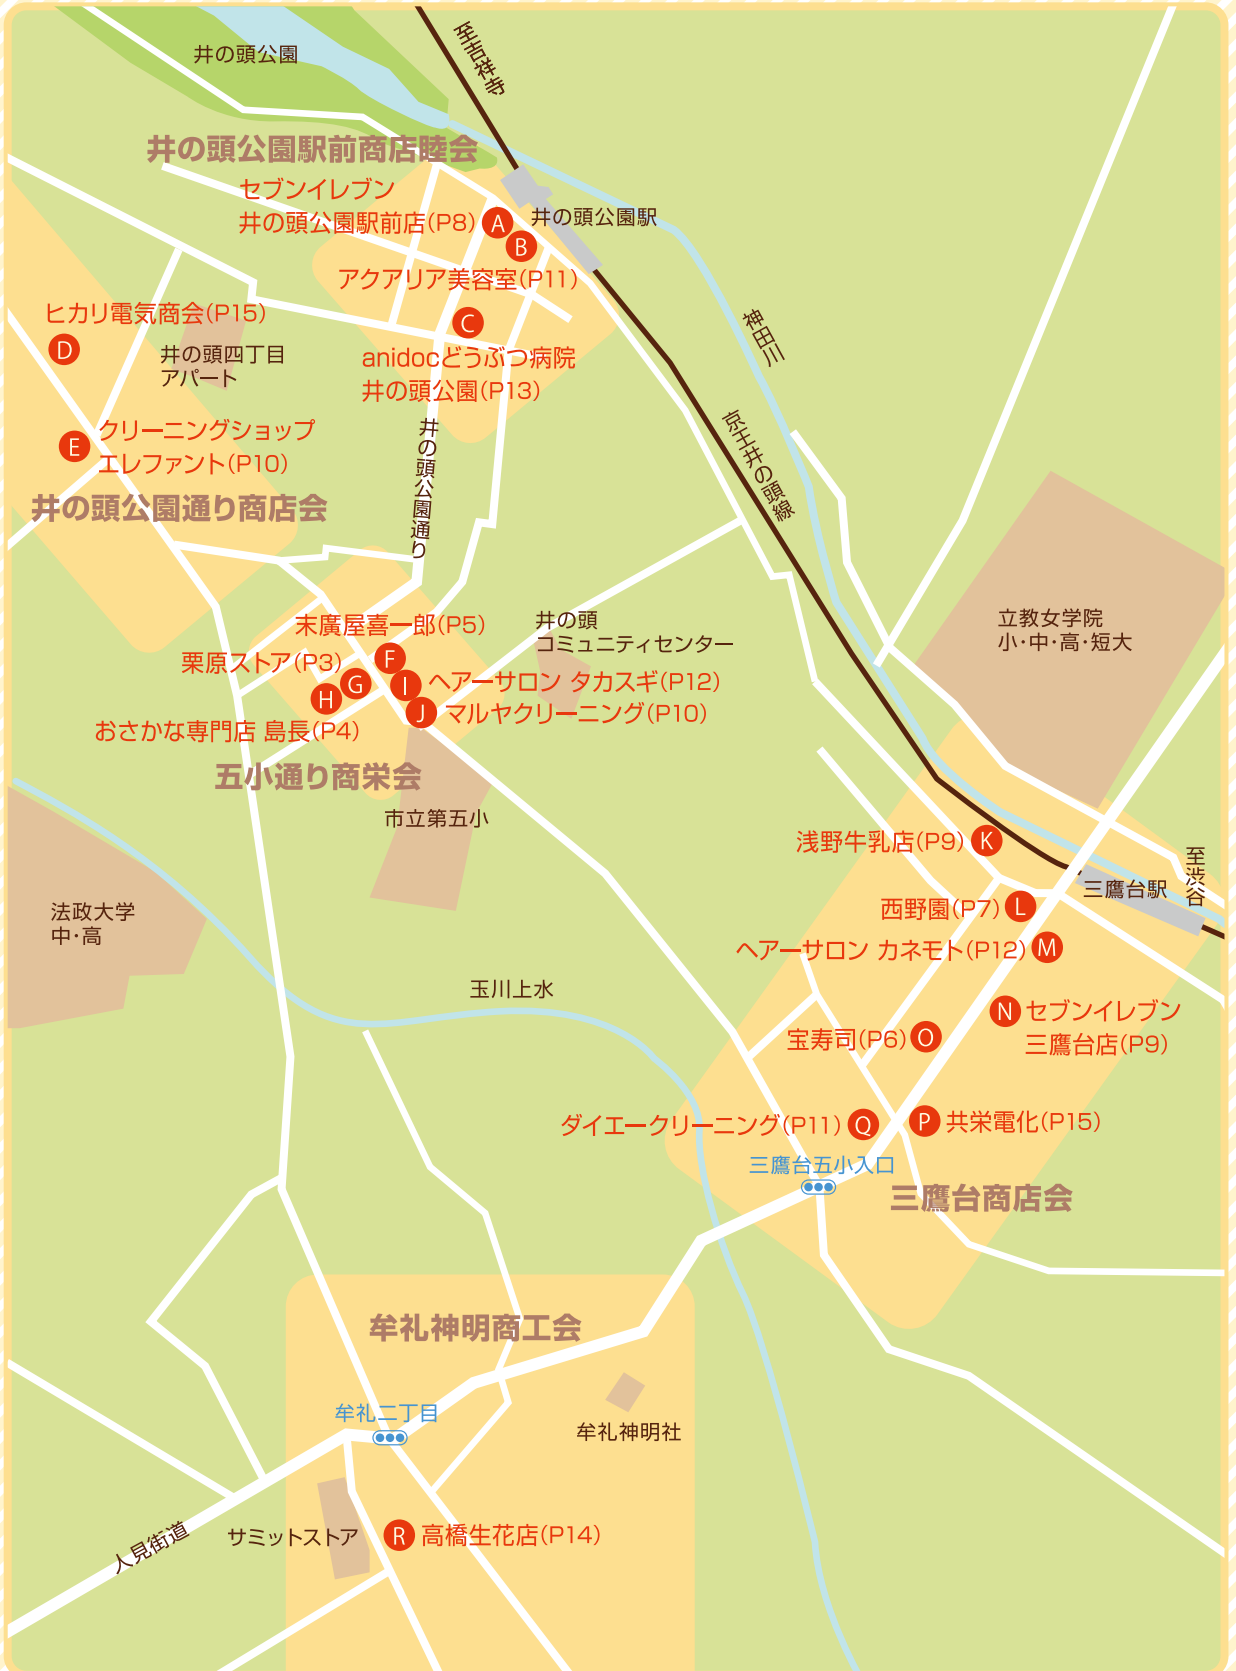 井の頭公園
至吉祥寺
井の頭公園駅前商店睦会
セブンイレブン
井の頭公園駅前店(P8)
A
B
井の頭公園駅
アクアリア美容室(P11)
ヒカリ電気商会(P15)
C
D
神田川
井の頭四丁目
アパート
anidocどうぶつ病院
井の頭公園(P13)
クリーニングショップ
エレファント(P10)
E
井の頭公園通り
京王井の頭線
井の頭公園通り商店会
末廣屋喜一郎(P5)
井の頭
コミュニティセンター
立教女学院
小・中・高・短大
栗原ストア(P3)
F
G
H
I
ヘアーサロン タカスギ(P12)
J
マルヤクリーニング(P10)
おさかな専門店 島長(P4)
五小通り商栄会
市立第五小
浅野牛乳店(P9)
K
至渋谷
三鷹台駅
法政大学
中・高
西野園(P7)
L
ヘアーサロン カネモト(P12)
M
玉川上水
N
セブンイレブン
三鷹台店(P9)
宝寿司(P6)
O
ダイエークリーニング(P11)
Q
P
共栄電化(P15)
三鷹台五小入口
三鷹台商店会
牟礼神明商工会
牟礼二丁目
牟礼神明社
人見街道
サミットストア
R
高橋生花店(P14)